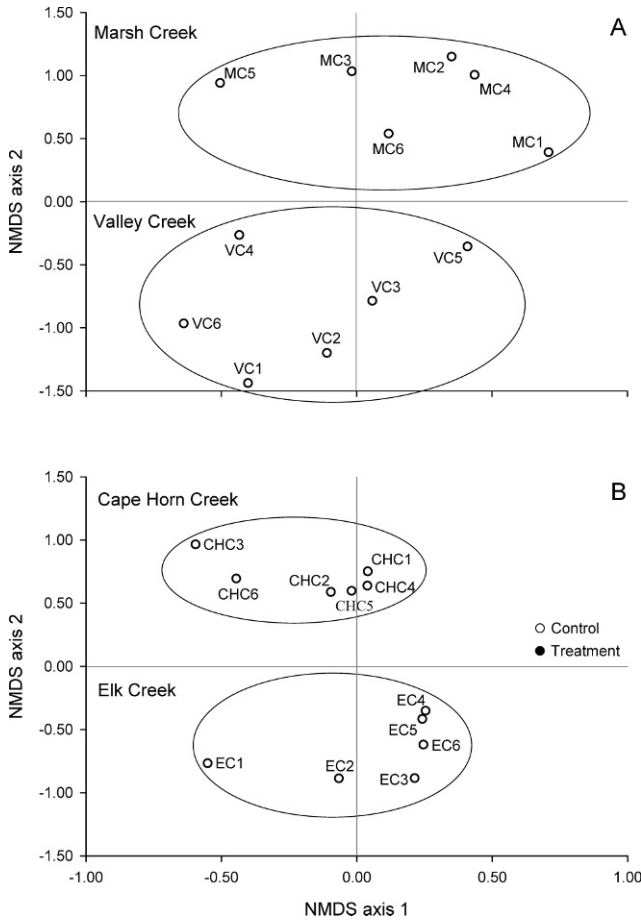 Marsh Creek
A
1.50
1.00
0.50
0.00
-0.50
-1.00
-1.50
NMDS axis 2
MC5
MC3
MC2
MC4
MC6
MC1
Valley Creek
VC4
VC5
VC3
VC6
VC2
VC1
Cape Horn Creek
B
1.50
1.00
0.50
0.00
-0.50
-1.00
-1.50
NMDS axis 2
CHC3
CHC6
CHC2
CHC1
CHC4
CHC5
Control
Treatment
Elk Creek
EC4
EC5
EC6
EC1
EC2
EC3
-1.00
-0.50
0.00
0.50
1.00
NMDS axis 1